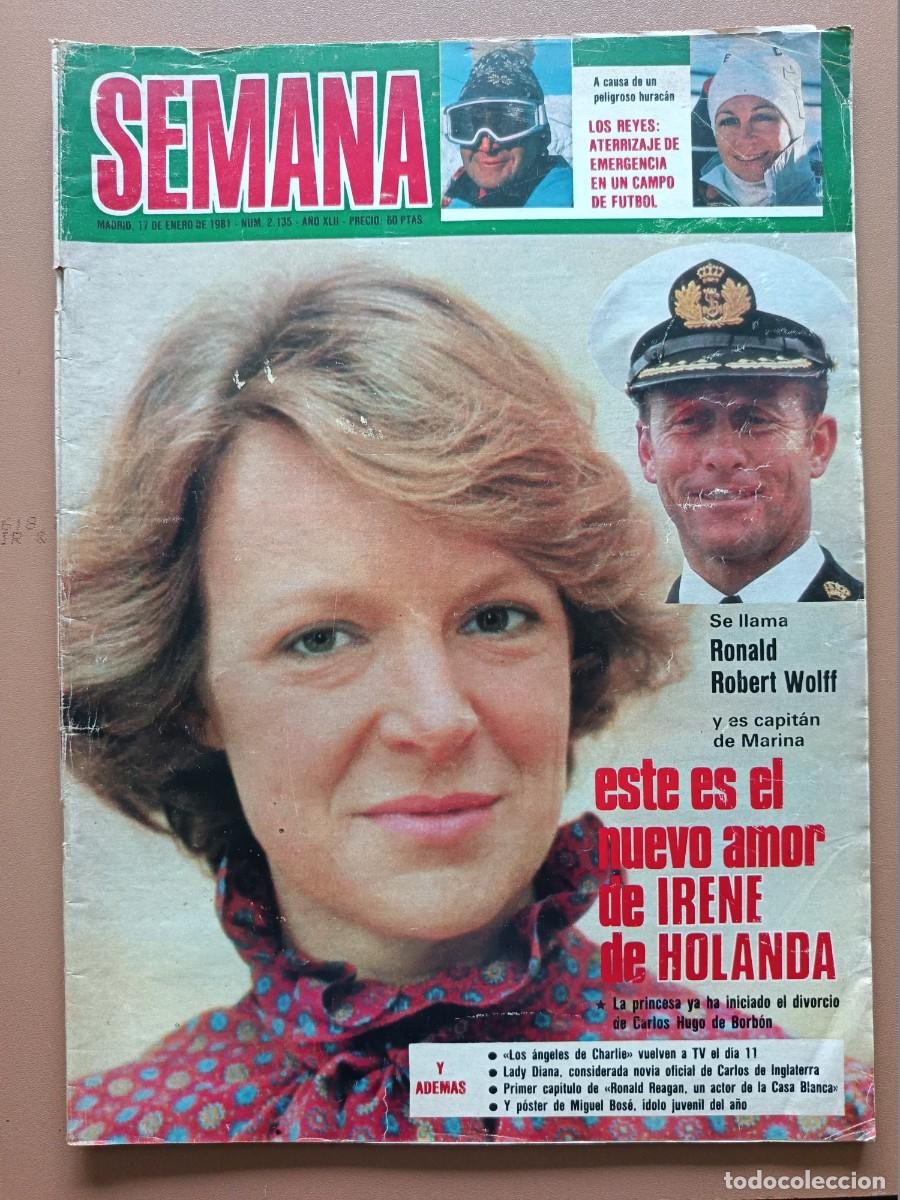 SEMANA
MADRID, 17 DE ENERO DE 1981 - NUM. 2.135 - AÑO XLII - PRECIO: 60 PTAS.
A causa de un
peligroso huracán
LOS REYES:
ATERRIZAJE DE
EMERGENCIA
EN UN CAMPO
DE FUTBOL
Se llama
Ronald
Robert Wolff
y es capitán
de Marina
este es el
nuevo amor
de IRENE
de HOLANDA
★ La princesa ya ha iniciado el divorcio
de Carlos Hugo de Borbón
Y
ADEMAS
● «Los ángeles de Charlie» vuelven a TV el día 11
● Lady Diana, considerada novia oficial de Carlos de Inglaterra
● Primer capítulo de «Ronald Reagan, un actor de la Casa Blanca»
● Y póster de Miguel Bosé, ídolo juvenil del año
todocoleccion